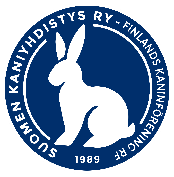 SUOMEN KANIYHDISTYS RY - FINLANDS KANINFÖRENING RF
1989